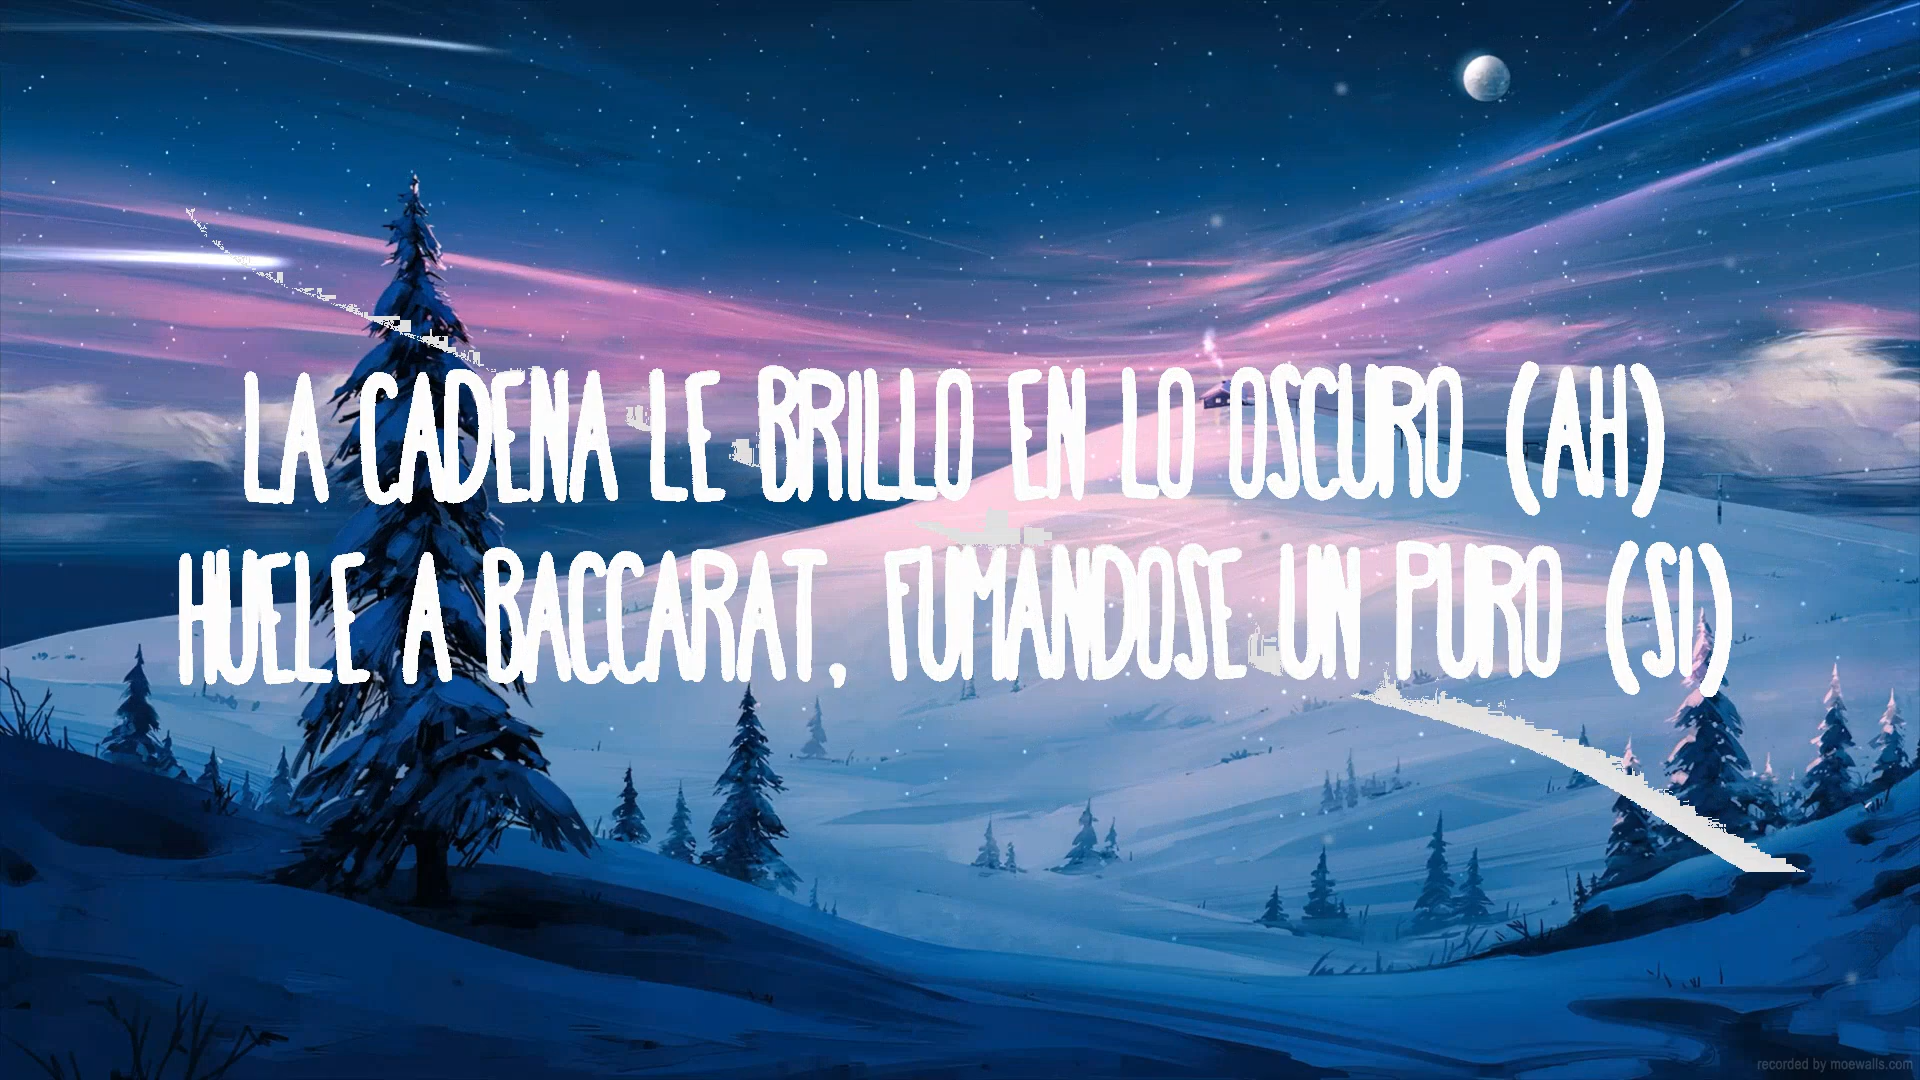 LA CADENA LE BRILLO EN LO OSCURO (AH)
HUELE A BACCARAT, FUMANDOSE UN PURO (SI)
recorded by moewalls.com